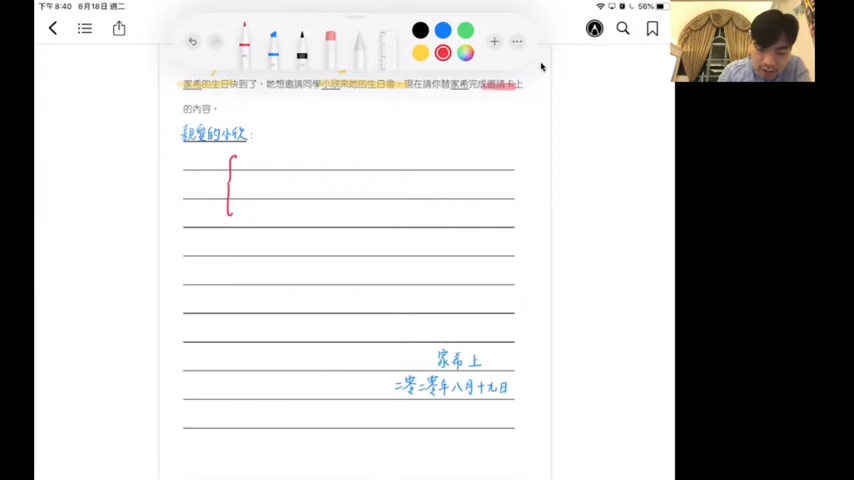 下午8:40 8月18日 週二
56%
家希的生日快到了，她想邀請同學小欣來她的生日會，現在請你替家希完成邀請卡上
的內容。
親愛的小欣：
家希上
二零二零年八月十九日